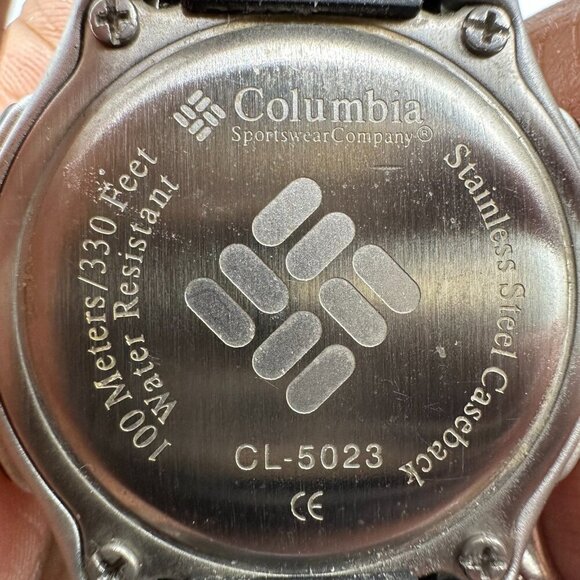 Columbia
SportswearCompany®
100 Meters/330 Feet
Water Resistant
Stainless Steel Caseback
CL-5023
CE